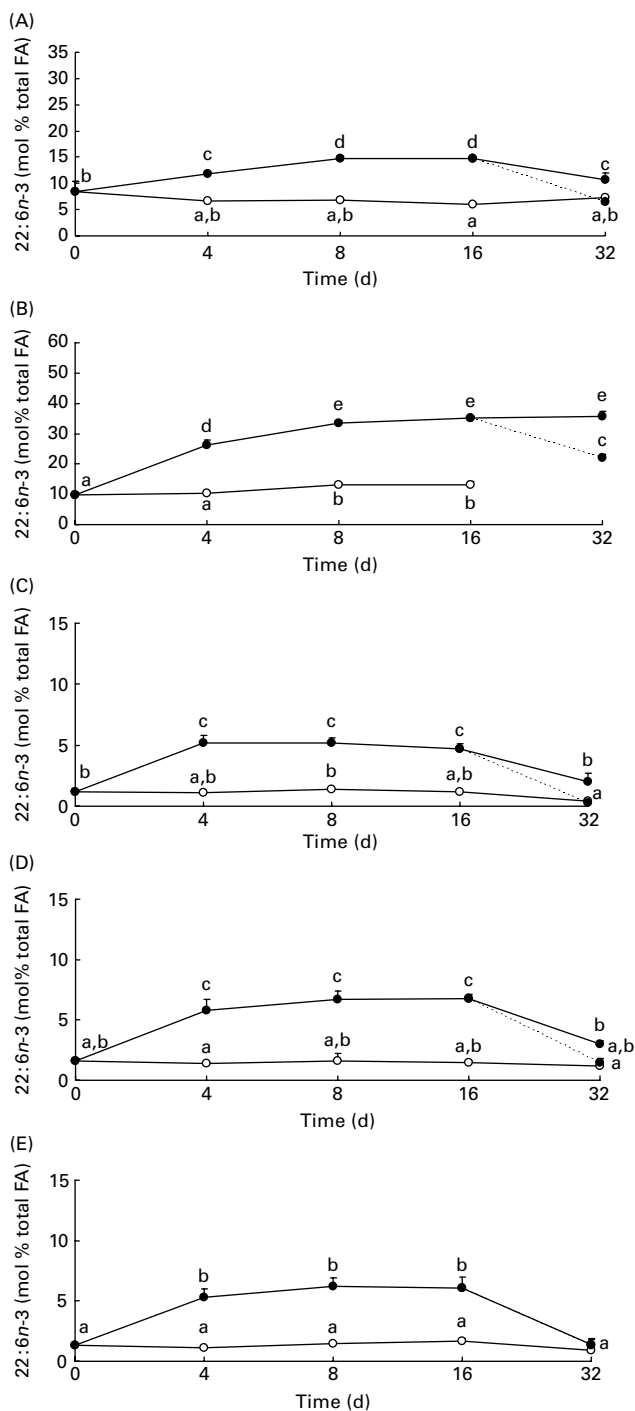 (A)
22:6n-3 (mol % total FA)
35
30
25
20
15
10
5
0
b
c
d
d
c
a,b
a,b
a
a,b
0 4 8 16 32
Time (d)
(B)
22:6n-3 (mol% total FA)
60
50
40
30
20
10
0
a
d
e
e
e
c
a
b
b
0 4 8 16 32
Time (d)
(C)
22:6n-3 (mol % total FA)
15
10
5
0
b
c
c
c
b
a,b
b
a,b
a
0 4 8 16 32
Time (d)
(D)
22:6n-3 (mol% total FA)
15
10
5
0
a,b
c
c
c
b
a,b
a
a,b
a,b
a
0 4 8 16 32
Time (d)
(E)
22:6n-3 (mol % total FA)
15
10
5
0
a
b
b
b
a
a
a
a
0 4 8 16 32
Time (d)